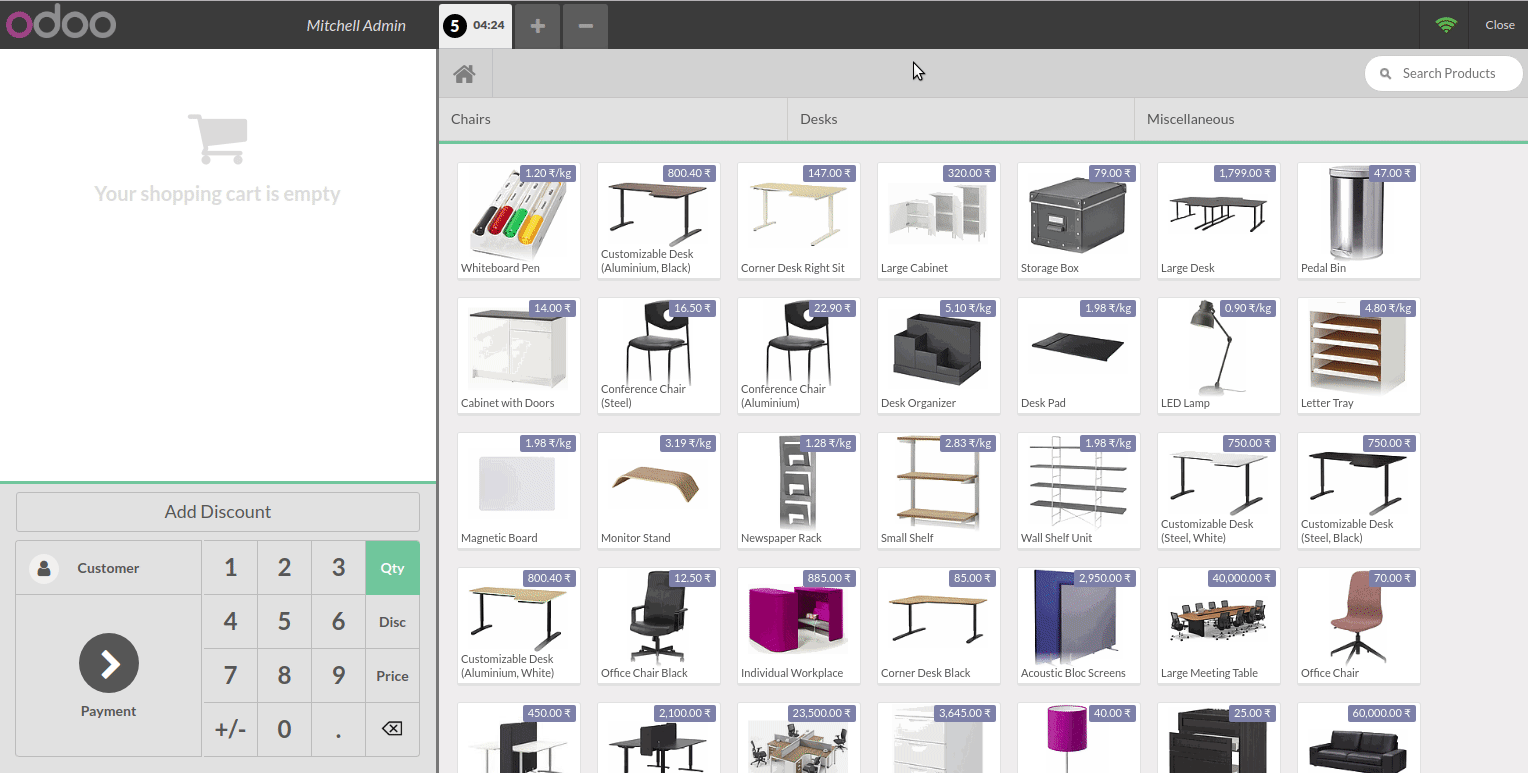 odoo
Mitchell Admin
5 04:24
+
−
Close
Search Products
Chairs
Desks
Miscellaneous
Your shopping cart is empty
Add Discount
Customer
Payment
1 2 3 Qty
4 5 6 Disc
7 8 9 Price
+/- 0 .
1.20 ₹/kg
Whiteboard Pen
800.40 ₹
Customizable Desk
(Aluminium, Black)
147.00 ₹
Corner Desk Right Sit
320.00 ₹
Large Cabinet
79.00 ₹
Storage Box
1,799.00 ₹
Large Desk
47.00 ₹
Pedal Bin
14.00 ₹
Cabinet with Doors
16.50 ₹
Conference Chair
(Steel)
22.90 ₹
Conference Chair
(Aluminium)
5.10 ₹/kg
Desk Organizer
1.98 ₹/kg
Desk Pad
0.90 ₹/kg
LED Lamp
4.80 ₹/kg
Letter Tray
1.98 ₹/kg
Magnetic Board
3.19 ₹/kg
Monitor Stand
1.28 ₹/kg
Newspaper Rack
2.83 ₹/kg
Small Shelf
1.98 ₹/kg
Wall Shelf Unit
750.00 ₹
Customizable Desk
(Steel, White)
750.00 ₹
Customizable Desk
(Steel, Black)
800.40 ₹
Customizable Desk
(Aluminium, White)
12.50 ₹
Office Chair Black
885.00 ₹
Individual Workplace
85.00 ₹
Corner Desk Black
2,950.00 ₹
Acoustic Bloc Screens
40,000.00 ₹
Large Meeting Table
70.00 ₹
Office Chair
450.00 ₹
2,100.00 ₹
23,500.00 ₹
3,645.00 ₹
40.00 ₹
25.00 ₹
60,000.00 ₹